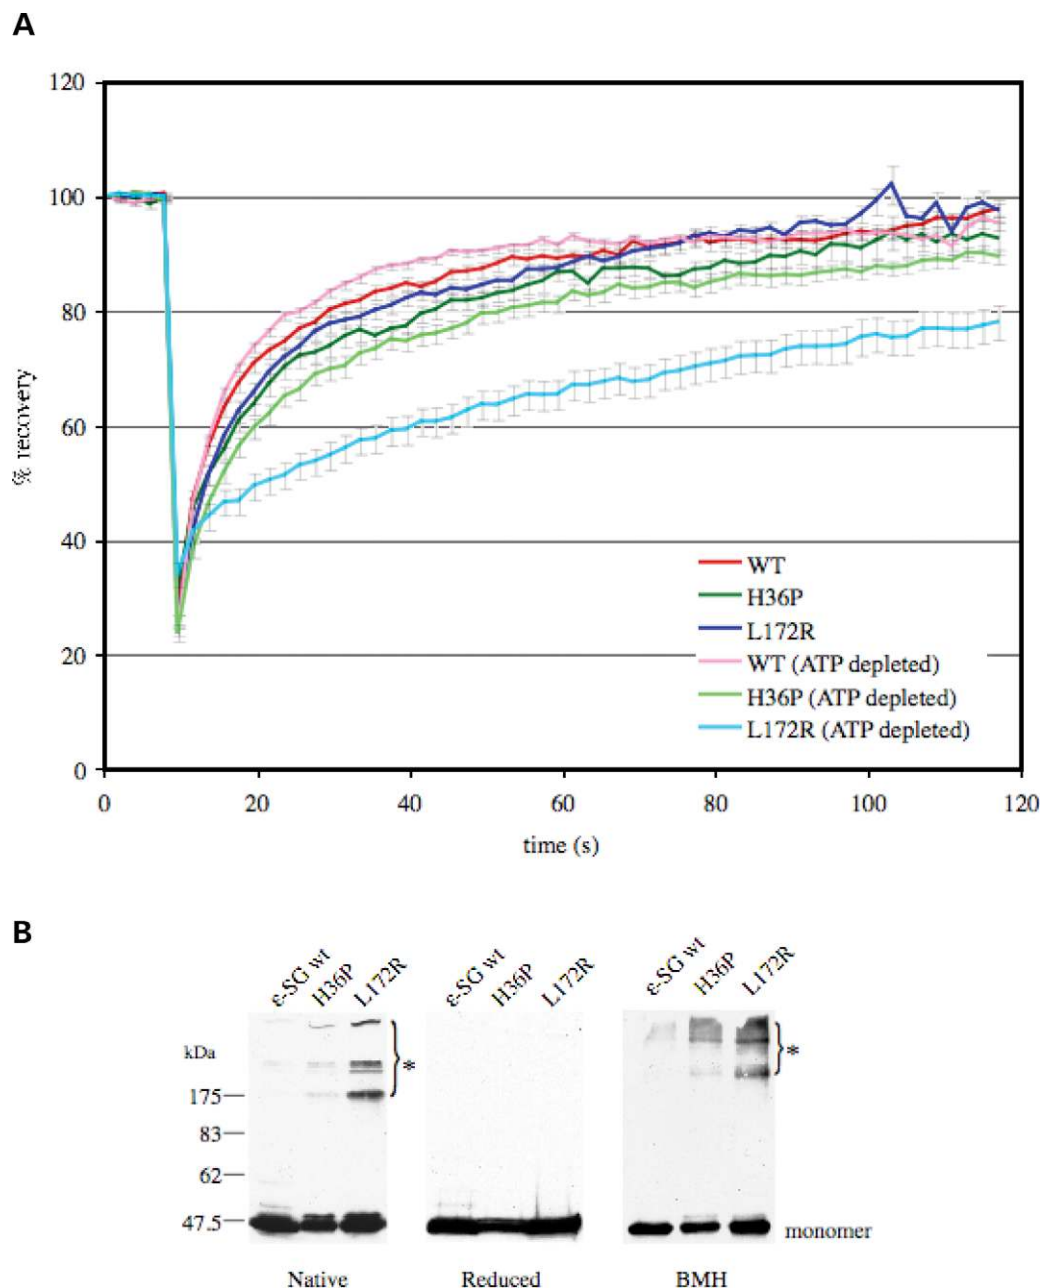 A
120
100
80
60
40
20
0
% recovery
0 20 40 60 80 100 120
time (s)
WT
H36P
L172R
WT (ATP depleted)
H36P (ATP depleted)
L172R (ATP depleted)
B
ε-SG wt H36P L172R
ε-SG wt H36P L172R
ε-SG wt H36P L172R
kDa
175
83
62
47.5
*
*
monomer
Native Reduced BMH